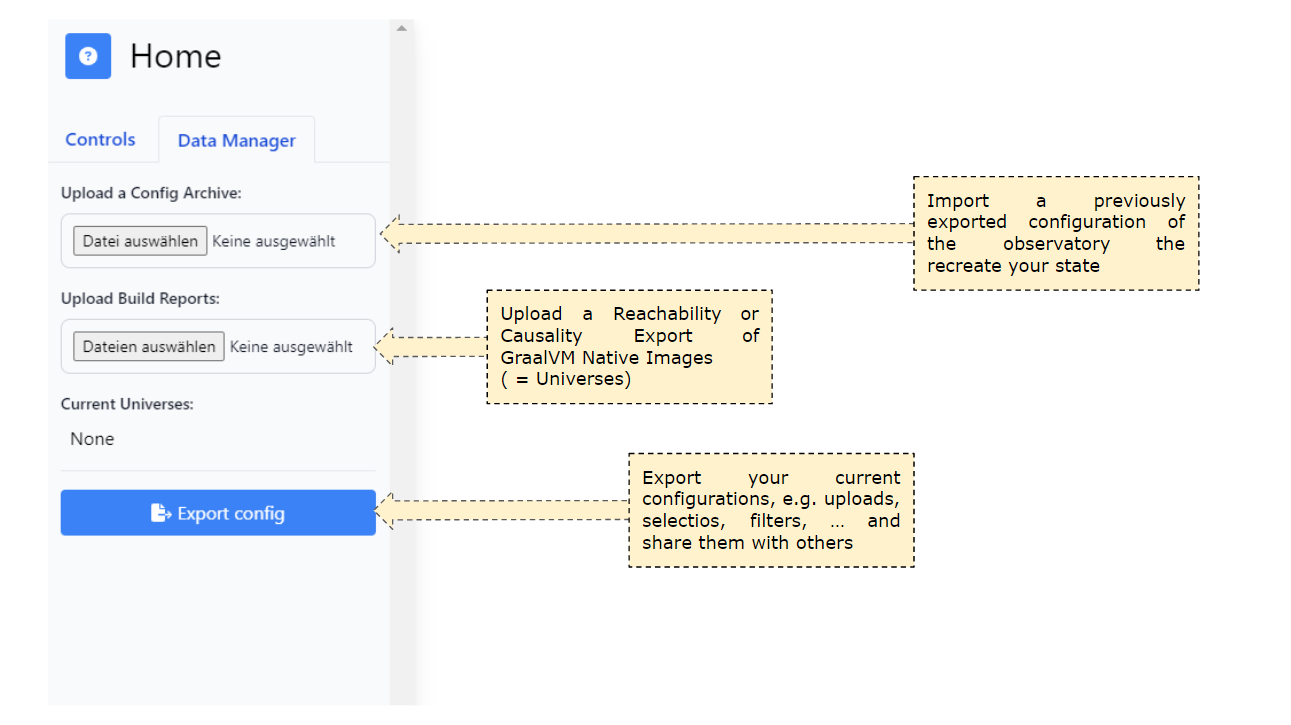 Home
Controls
Data Manager
Upload a Config Archive:
Datei auswählen Keine ausgewählt
Import a previously
exported configuration of
the observatory the
recreate your state
Upload Build Reports:
Dateien auswählen Keine ausgewählt
Upload a Reachability or
Causality Export of
GraalVM Native Images
( = Universes)
Current Universes:
None
Export config
Export your current
configurations, e.g. uploads,
selectios, filters, … and
share them with others